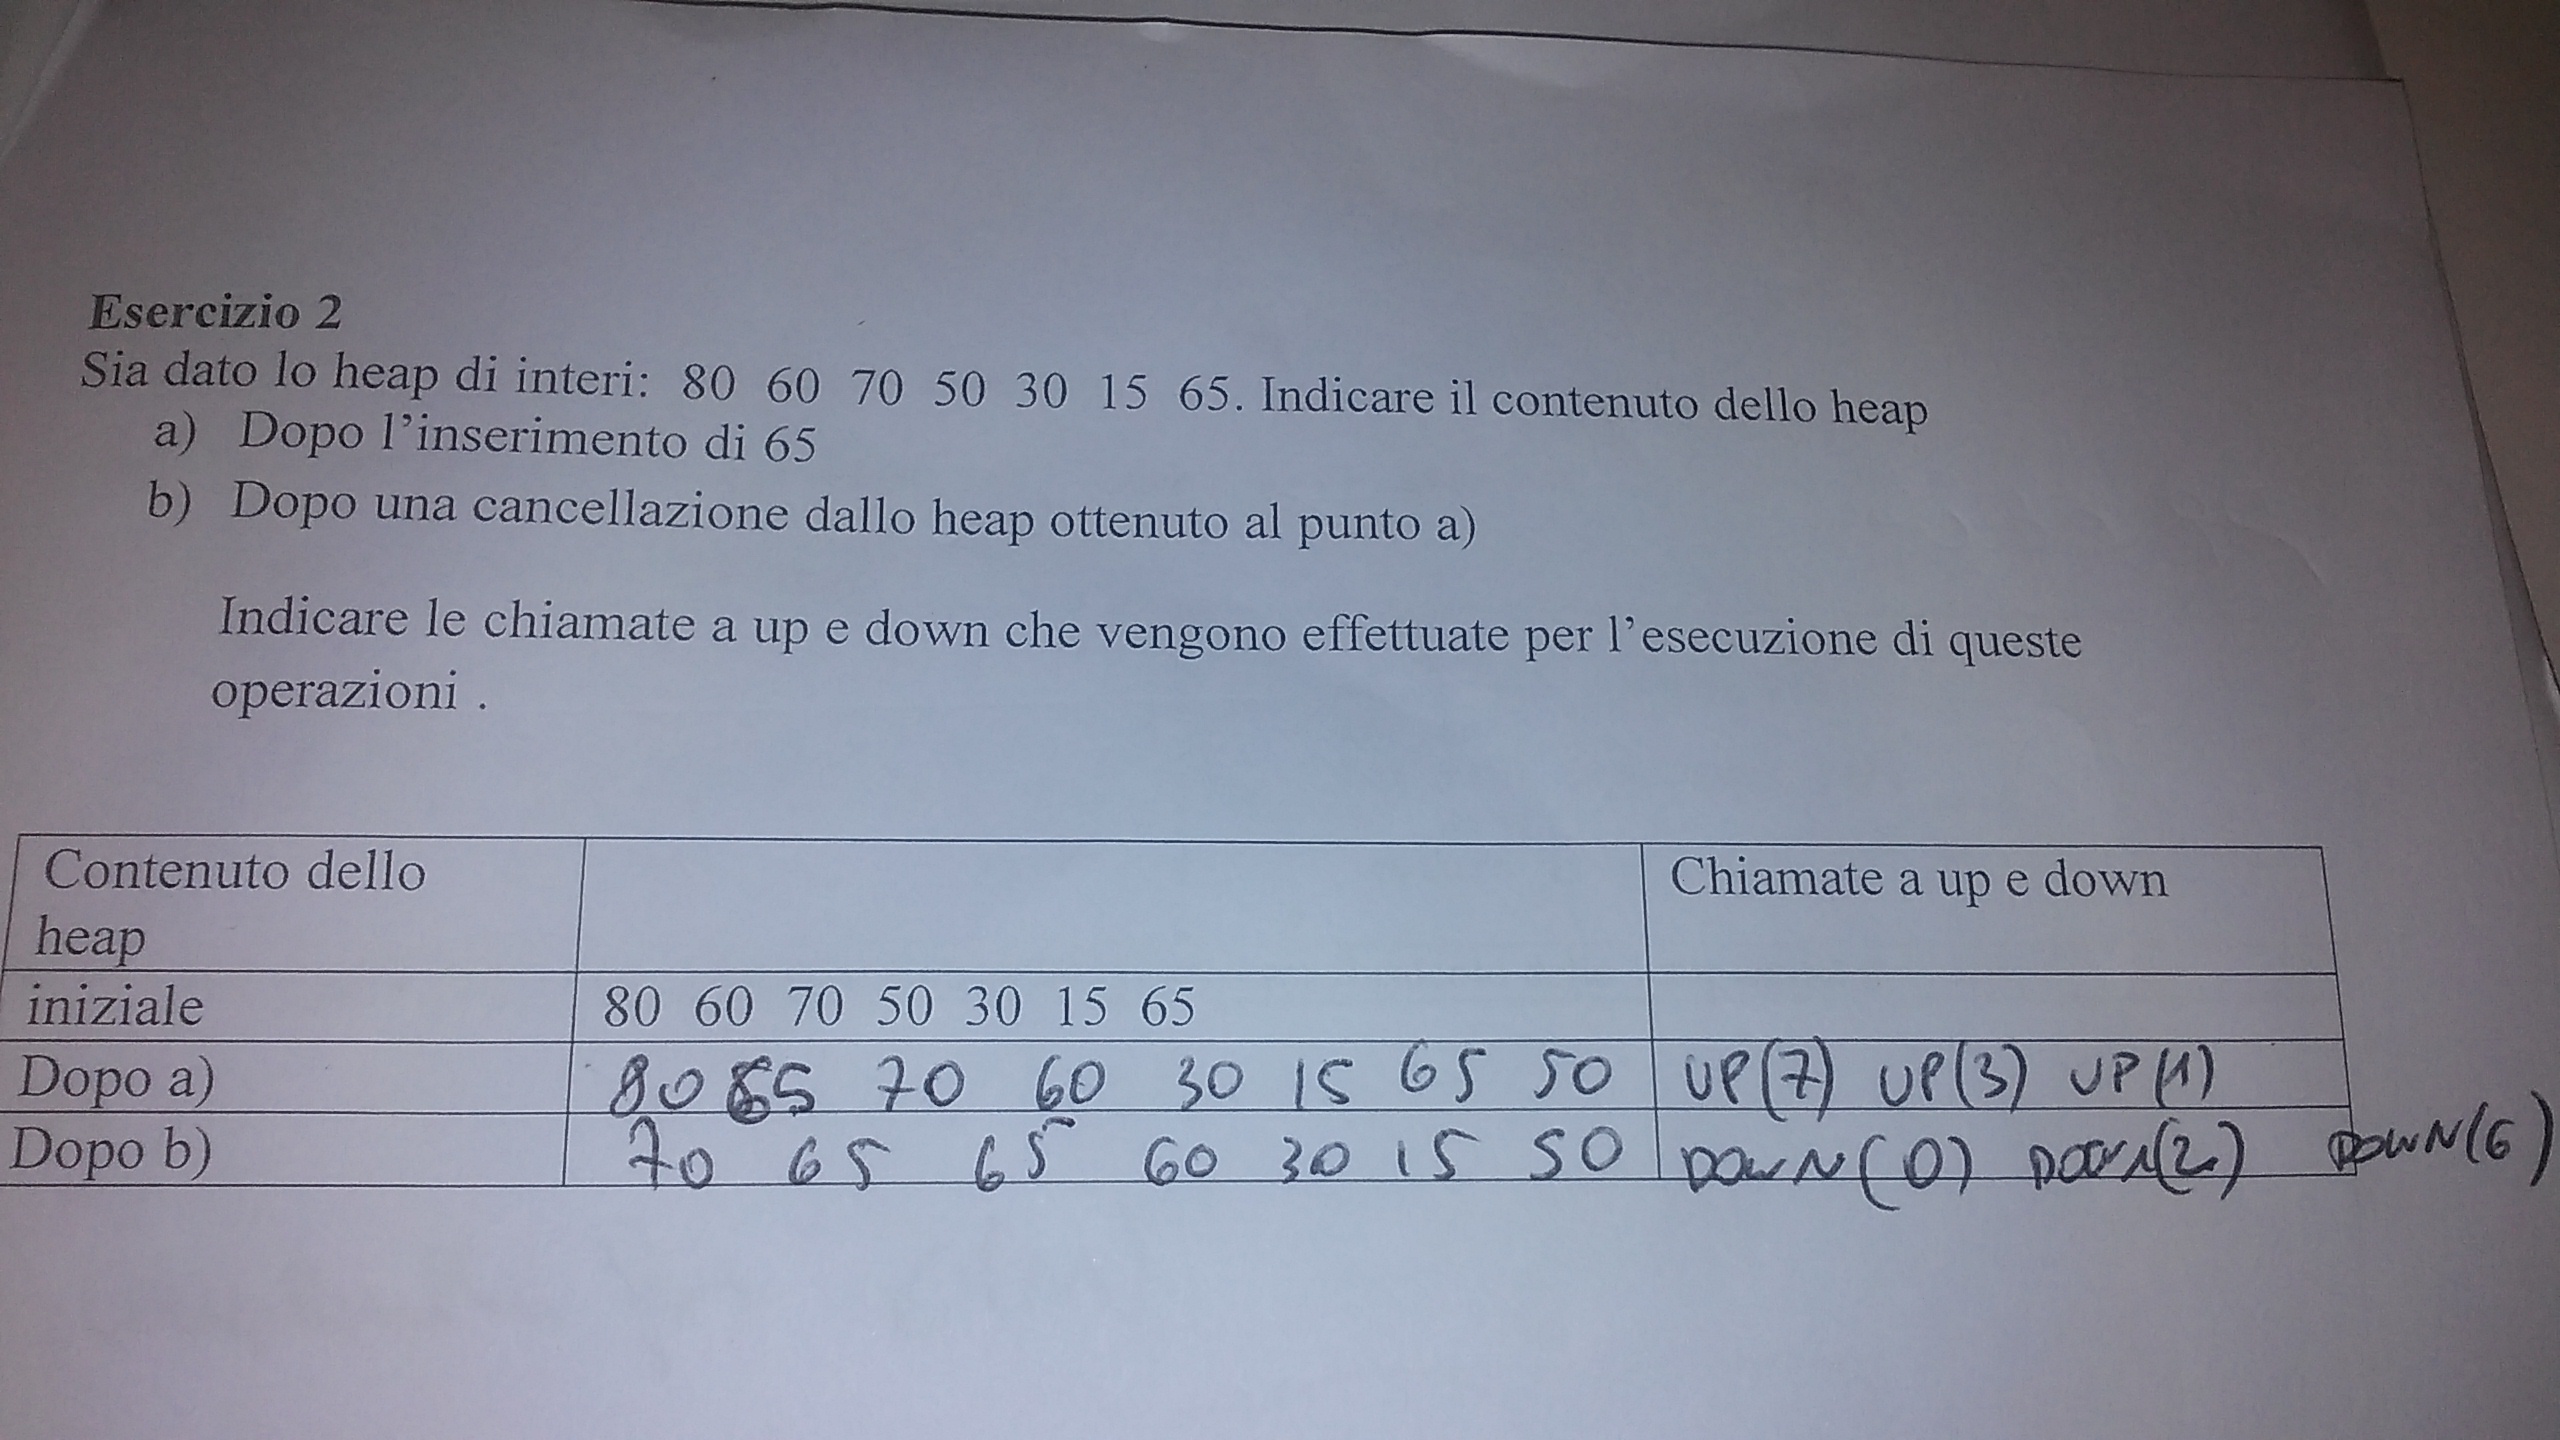 Esercizio 2
Sia dato lo heap di interi: 80 60 70 50 30 15 65. Indicare il contenuto dello heap
a) Dopo l'inserimento di 65
b) Dopo una cancellazione dallo heap ottenuto al punto a)
Indicare le chiamate a up e down che vengono effettuate per l'esecuzione di queste
operazioni .
Contenuto dello heap Chiamate a up e down
iniziale 80 60 70 50 30 15 65
Dopo a) 80 65 70 60 30 15 65 50 UP(7) UP(3) UP(1)
Dopo b) 70 65 65 60 30 15 50 DOWN(0) DOWN(2) DOWN(6)